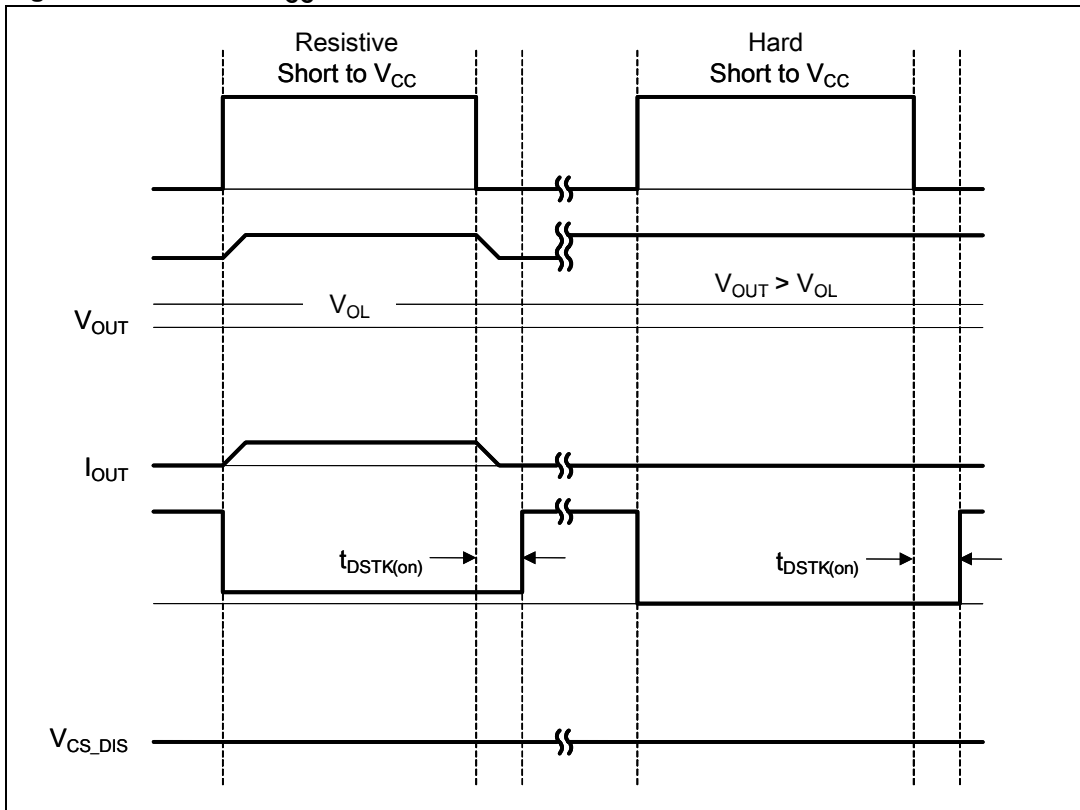 Resistive
Short to VCC
Hard
Short to VCC
VOUT > VOL
VOL
VOUT
IOUT
tDSTK(on)
tDSTK(on)
VCS_DIS